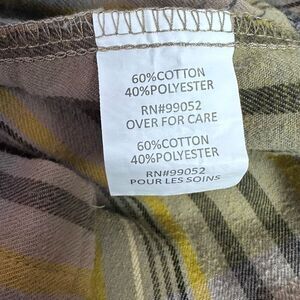 60%COTTON
40%POLYESTER
RN#99052
OVER FOR CARE
60%COTTON
40%POLYESTER
RN#99052
POUR LES SOINS